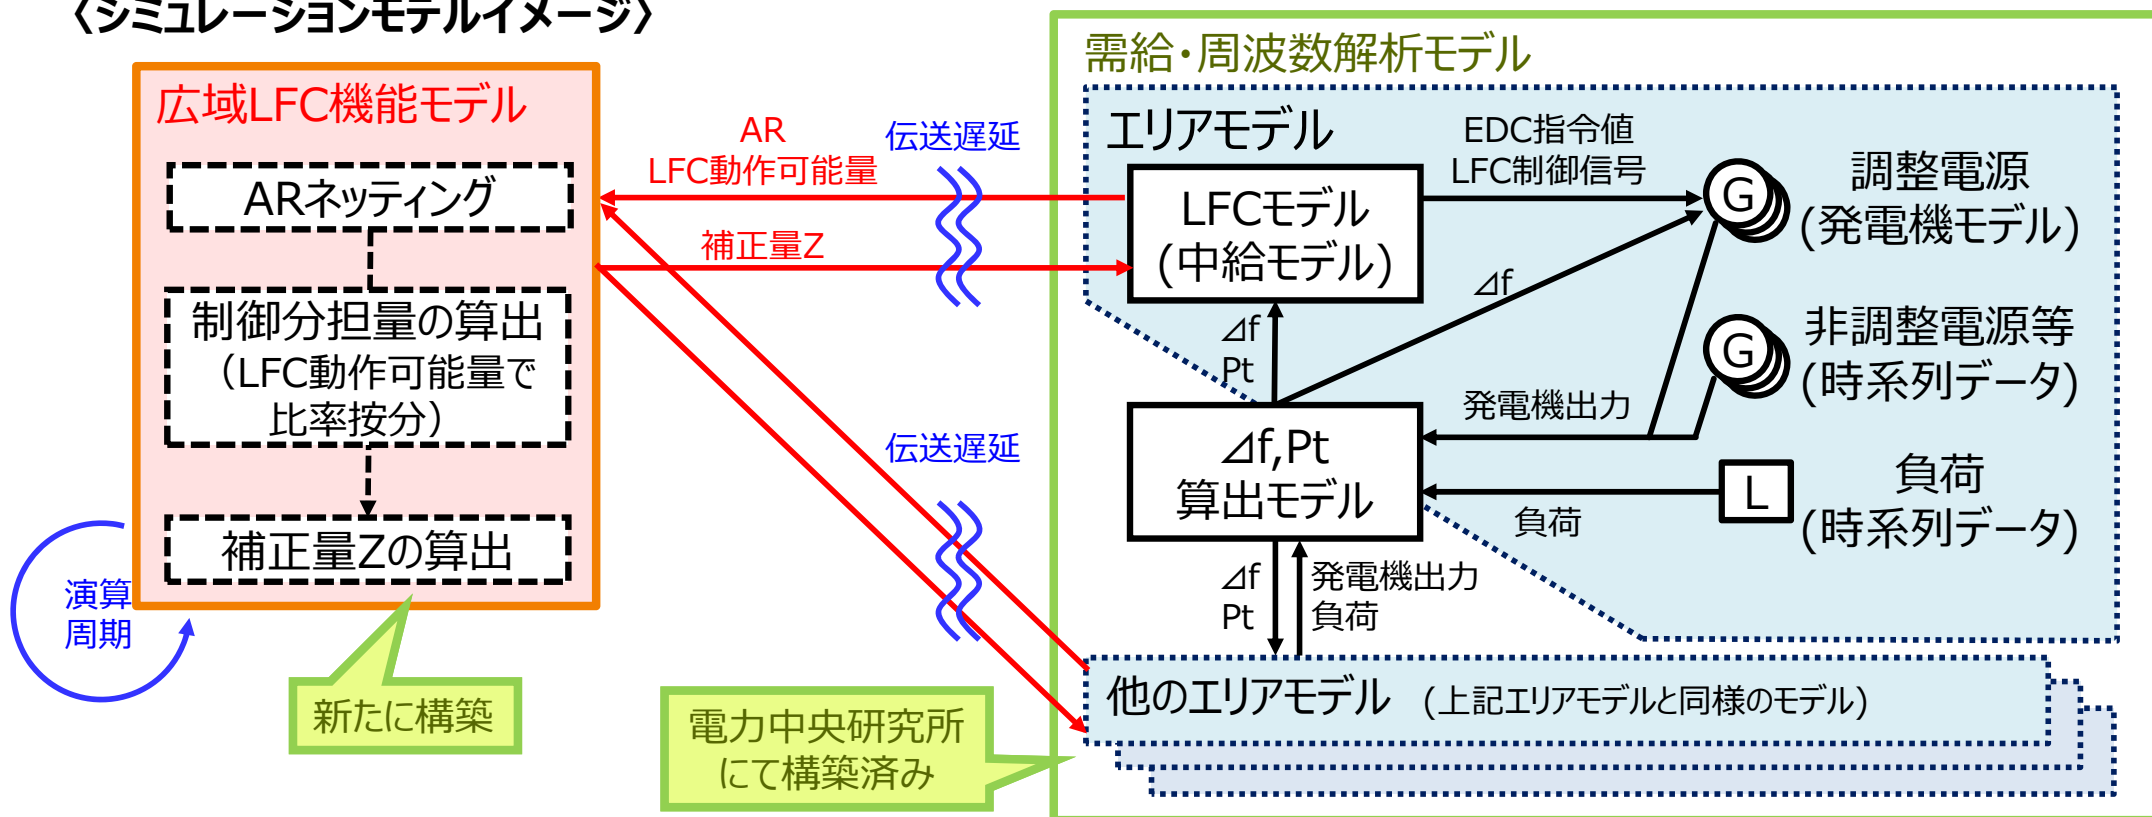 〈シミュレーションモデルイメージ〉
広域LFC機能モデル
ARネッティング
制御分担量の算出
（LFC動作可能量で
比率按分）
補正量Zの算出
演算
周期
新たに構築
AR
LFC動作可能量
補正量Z
伝送遅延
伝送遅延
電力中央研究所
にて構築済み
需給・周波数解析モデル
エリアモデル
LFCモデル
(中給モデル)
EDC指令値
LFC制御信号
G
調整電源
(発電機モデル)
⊿f
⊿f
Pt
G
非調整電源等
(時系列データ)
発電機出力
⊿f,Pt
算出モデル
L
負荷
(時系列データ)
負荷
⊿f
Pt
発電機出力
負荷
他のエリアモデル (上記エリアモデルと同様のモデル)